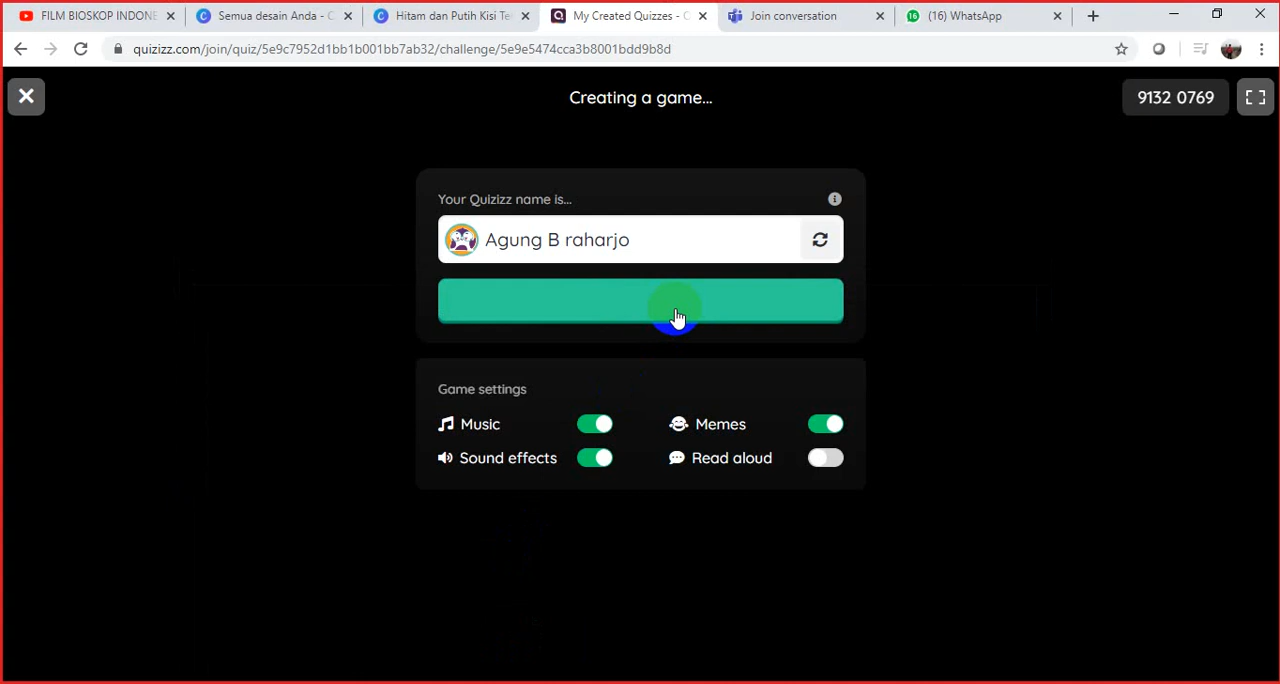 FILM BIOSKOP INDONE
Semua desain Anda - C
Hitam dan Putih Kisi Te
My Created Quizzes - C
Join conversation
(16) WhatsApp
quizizz.com/join/quiz/5e9c7952d1bb1b001bb7ab32/challenge/5e9e5474cca3b8001bdd9b8d
Creating a game...
9132 0769
Your Quizizz name is...
Agung B raharjo
Game settings
Music
Memes
Sound effects
Read aloud